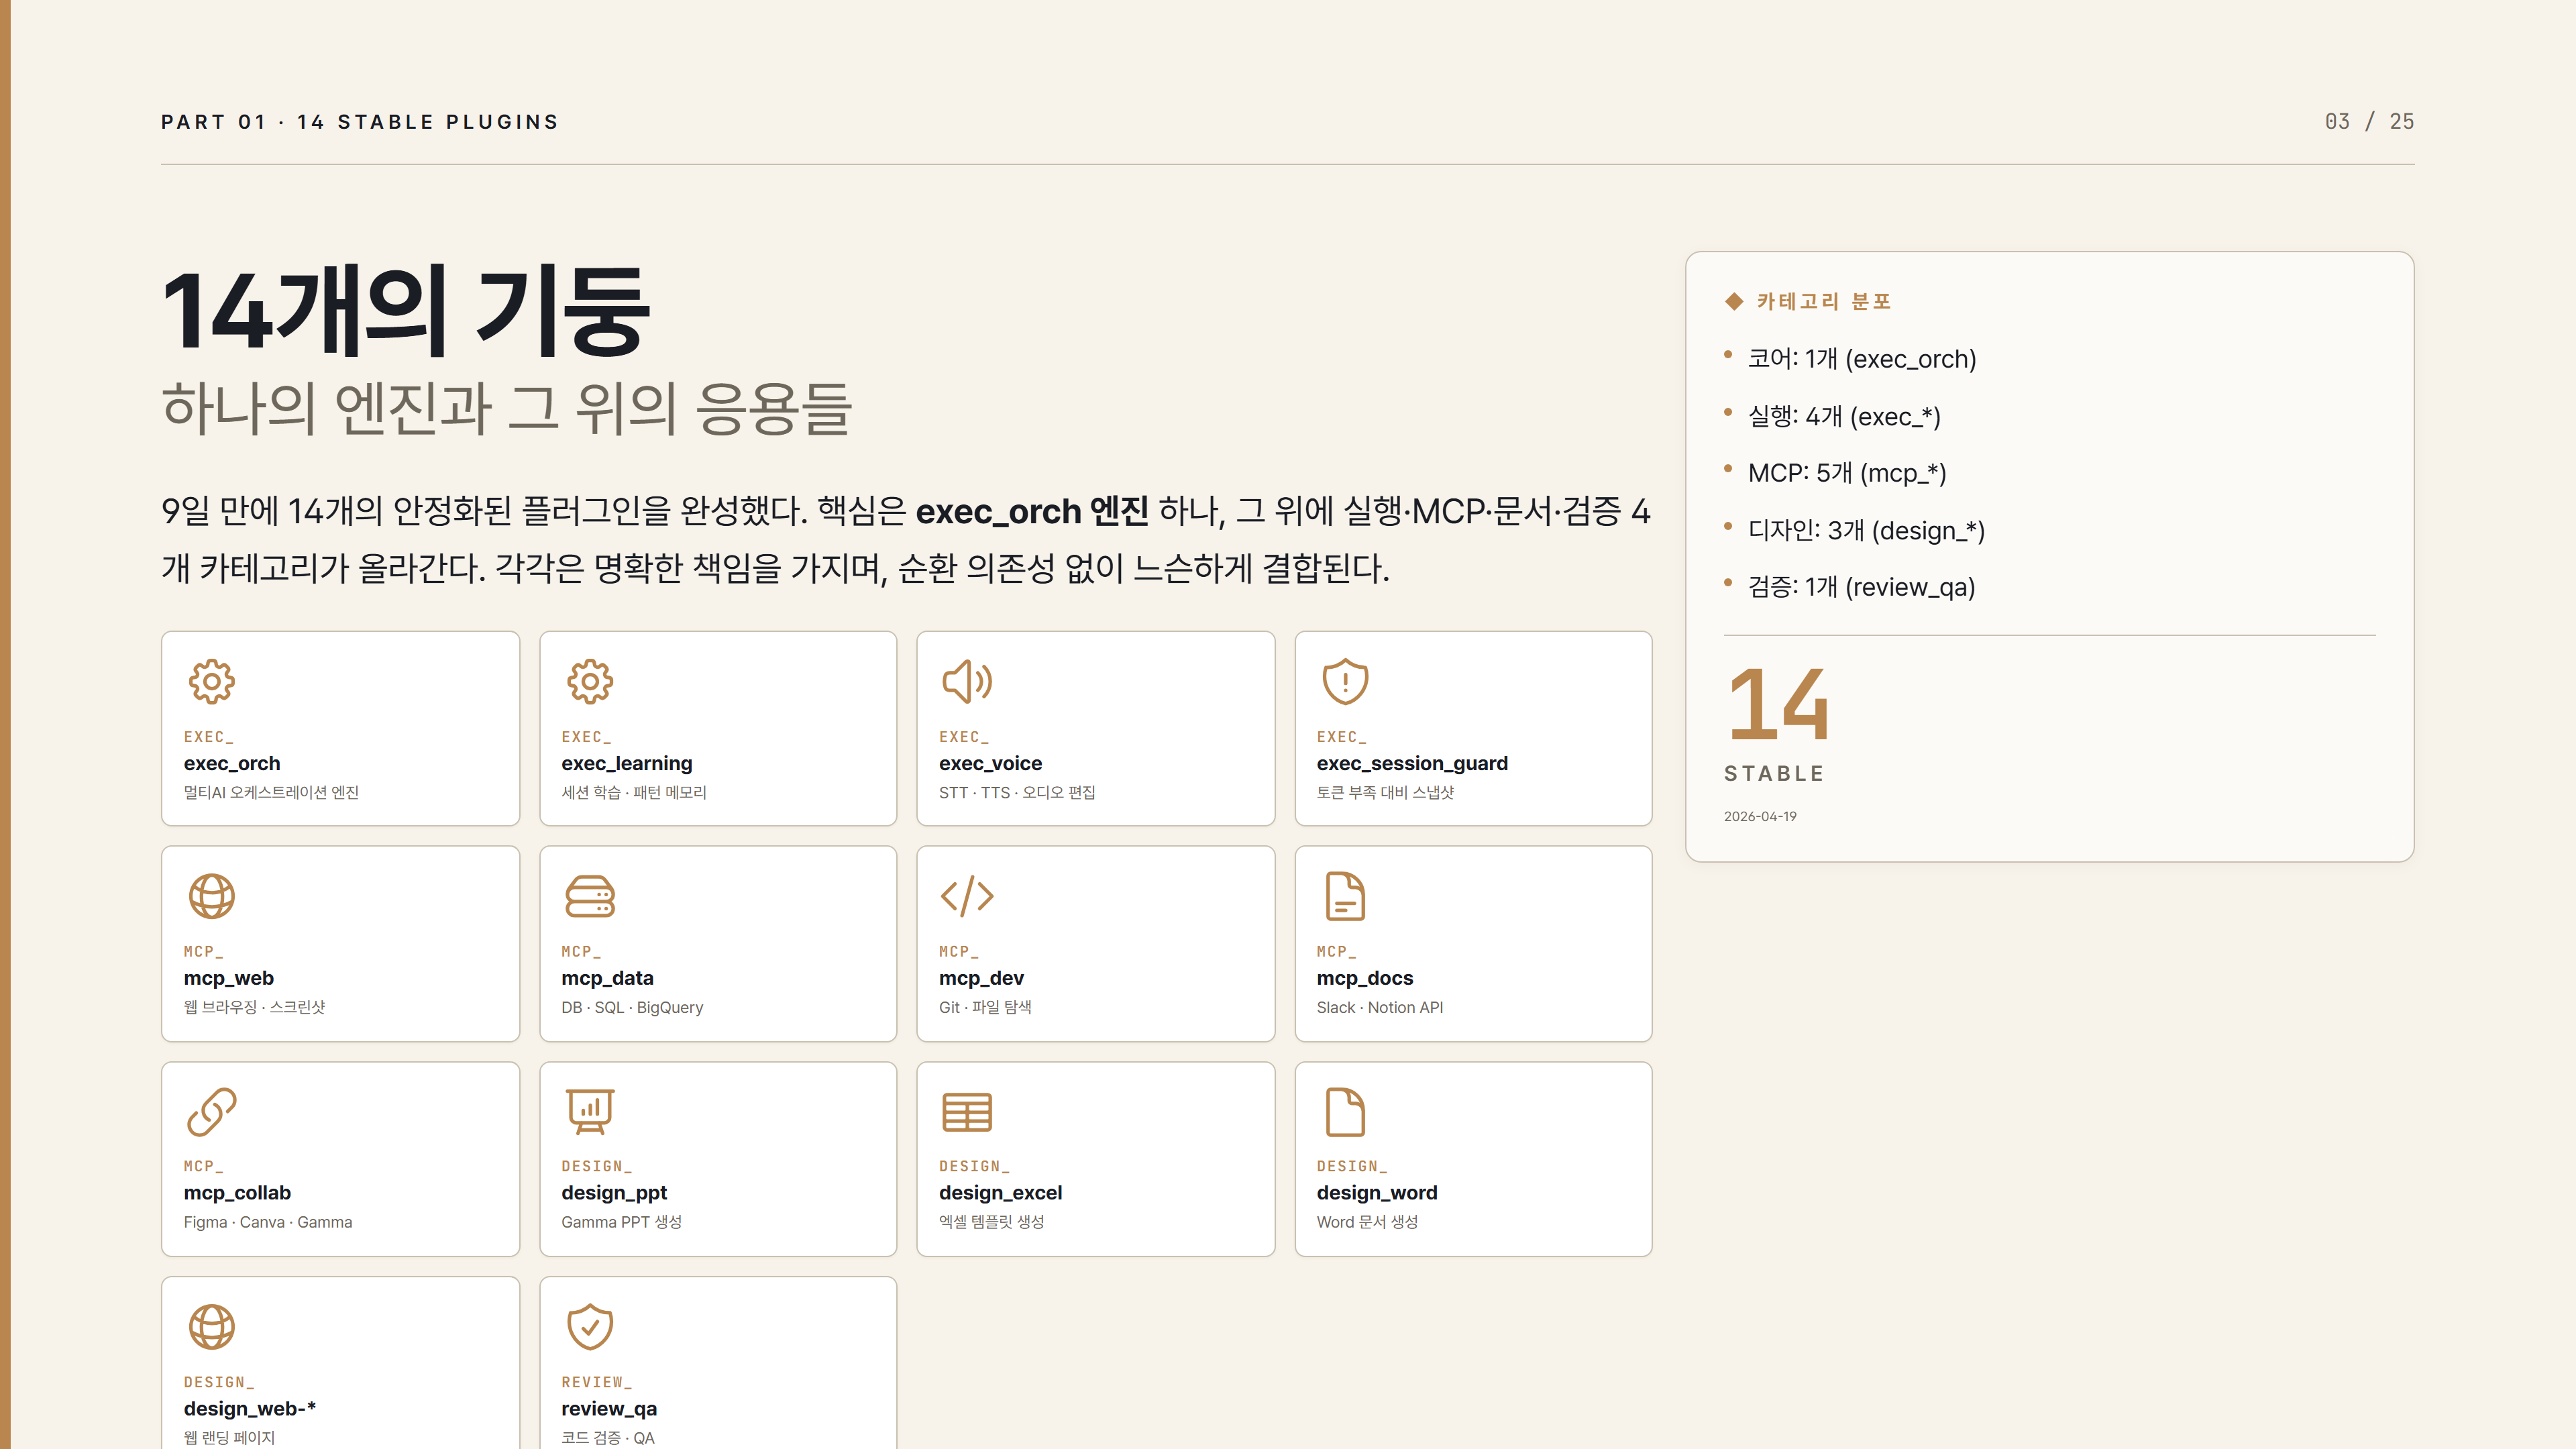 PART 01 · 14 STABLE PLUGINS
03 / 25
14개의 기둥
하나의 엔진과 그 위의 응용들
9일 만에 14개의 안정화된 플러그인을 완성했다. 핵심은 exec_orch 엔진 하나, 그 위에 실행·MCP·문서·검증 4
개 카테고리가 올라간다. 각각은 명확한 책임을 가지며, 순환 의존성 없이 느슨하게 결합된다.
EXEC_
exec_orch
멀티AI 오케스트레이션 엔진
EXEC_
exec_learning
세션 학습 · 패턴 메모리
EXEC_
exec_voice
STT · TTS · 오디오 편집
EXEC_
exec_session_guard
토큰 부족 대비 스냅샷
MCP_
mcp_web
웹 브라우징 · 스크린샷
MCP_
mcp_data
DB · SQL · BigQuery
MCP_
mcp_dev
Git · 파일 탐색
MCP_
mcp_docs
Slack · Notion API
MCP_
mcp_collab
Figma · Canva · Gamma
DESIGN_
design_ppt
Gamma PPT 생성
DESIGN_
design_excel
엑셀 템플릿 생성
DESIGN_
design_word
Word 문서 생성
DESIGN_
design_web-*
웹 랜딩 페이지
REVIEW_
review_qa
코드 검증 · QA
◆ 카테고리 분포
• 코어: 1개 (exec_orch)
• 실행: 4개 (exec_*)
• MCP: 5개 (mcp_*)
• 디자인: 3개 (design_*)
• 검증: 1개 (review_qa)
14
STABLE
2026-04-19